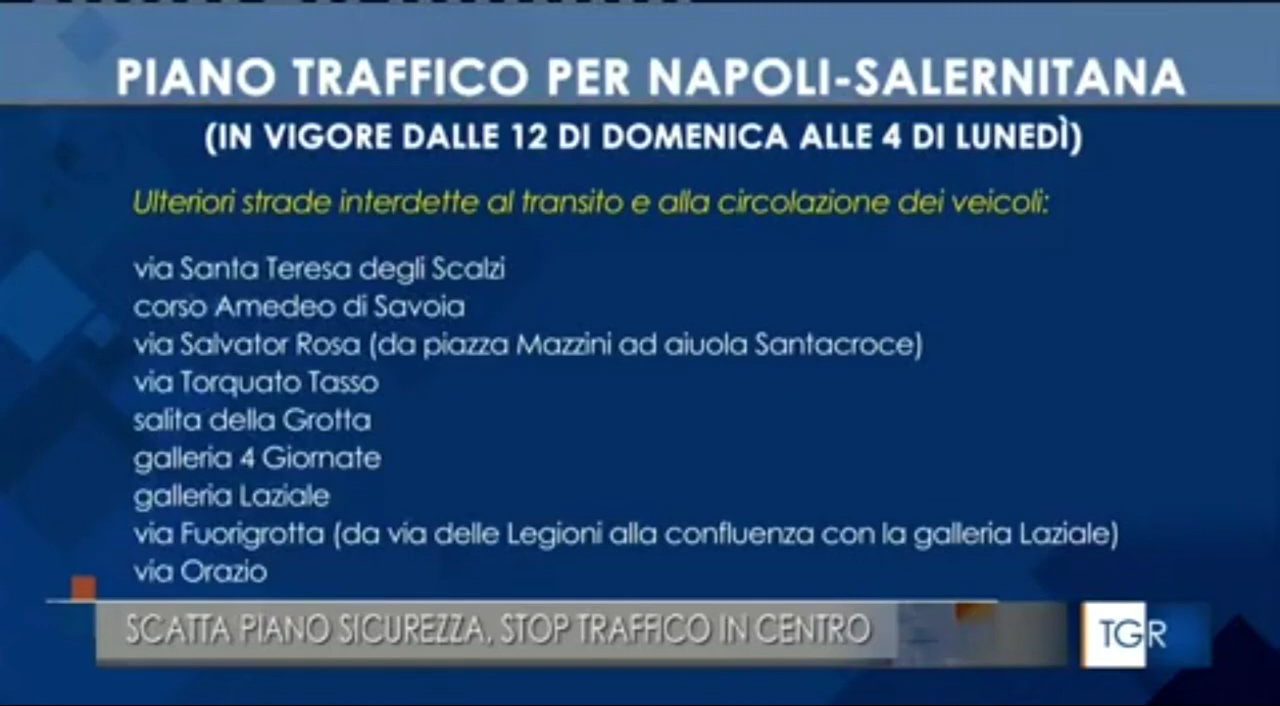 PIANO TRAFFICO PER NAPOLI-SALERNITANA
(IN VIGORE DALLE 12 DI DOMENICA ALLE 4 DI LUNEDÌ)
Ulteriori strade interdette al transito e alla circolazione dei veicoli:
via Santa Teresa degli Scalzi
corso Amedeo di Savoia
via Salvator Rosa (da piazza Mazzini ad aiuola Santacroce)
via Torquato Tasso
salita della Grotta
galleria 4 Giornate
galleria Laziale
via Fuorigrotta (da via delle Legioni alla confluenza con la galleria Laziale)
via Orazio
SCATTA PIANO SICUREZZA, STOP TRAFFICO IN CENTRO
TGR